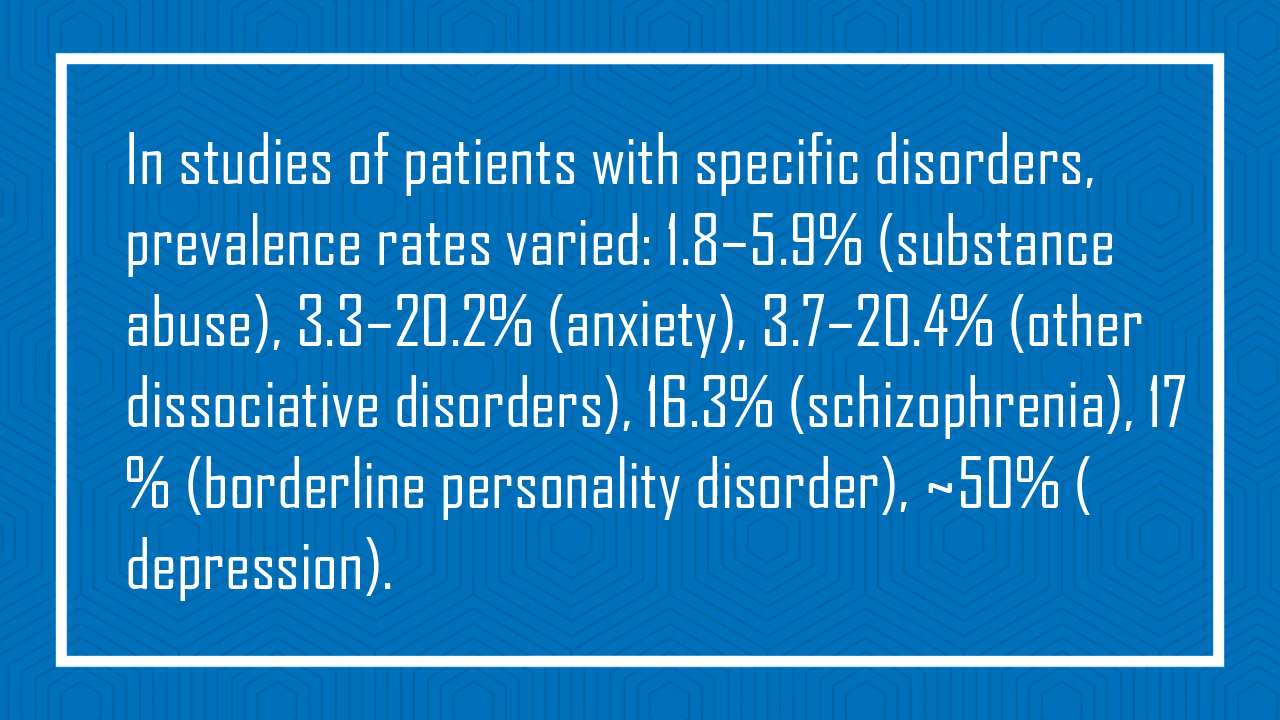 In studies of patients with specific disorders,
prevalence rates varied: 1.8–5.9% (substance
abuse), 3.3–20.2% (anxiety), 3.7–20.4% (other
dissociative disorders), 16.3% (schizophrenia), 17
% (borderline personality disorder), ~50% (
depression).